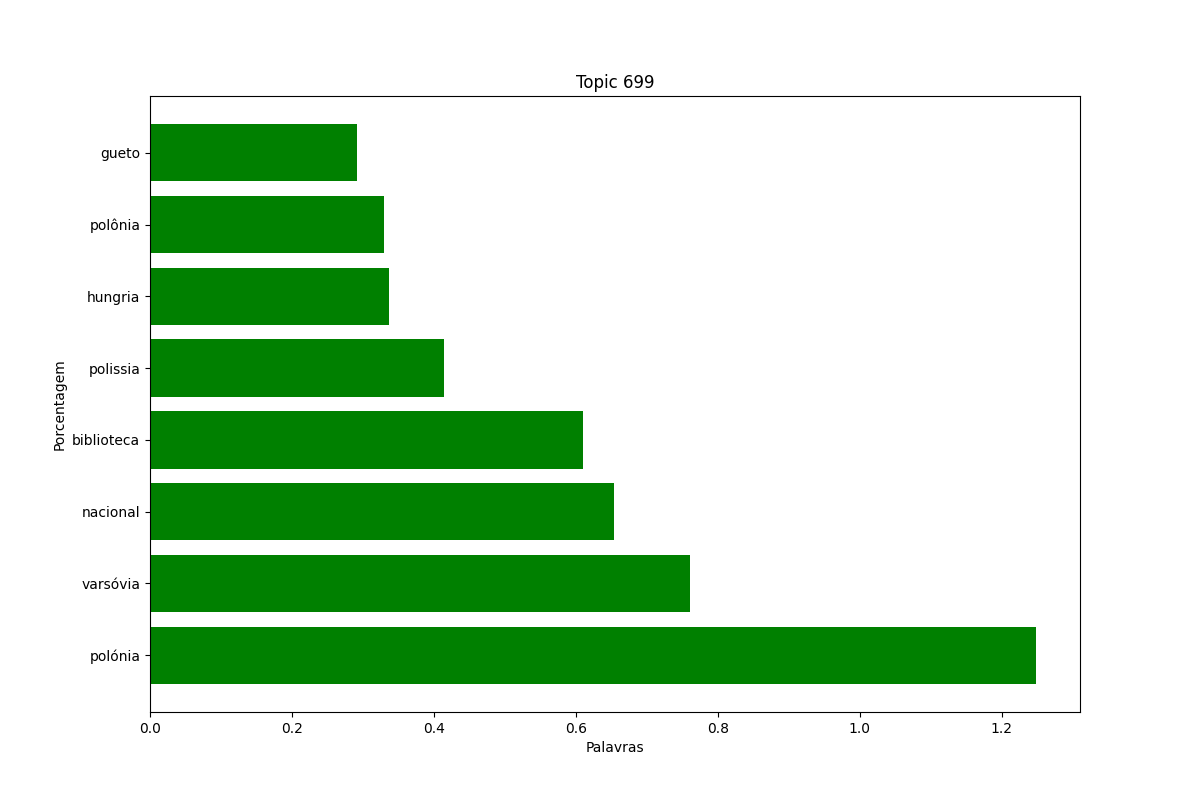 Topic 699
gueto
polônia
hungria
polissia
biblioteca
nacional
varsóvia
polónia
Porcentagem
0.0 0.2 0.4 0.6 0.8 1.0 1.2
Palavras